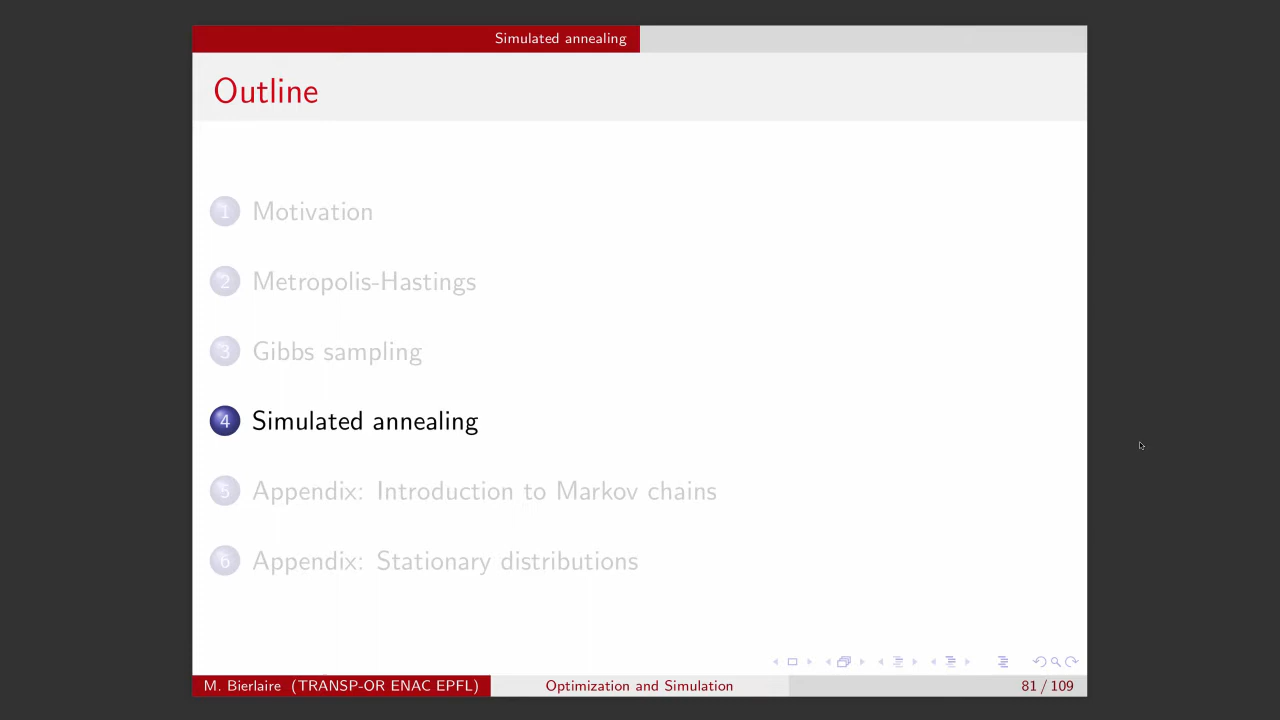 Simulated annealing
Outline
1 Motivation
2 Metropolis-Hastings
3 Gibbs sampling
4 Simulated annealing
5 Appendix: Introduction to Markov chains
6 Appendix: Stationary distributions
M. Bierlaire (TRANSP-OR ENAC EPFL) Optimization and Simulation 81 / 109